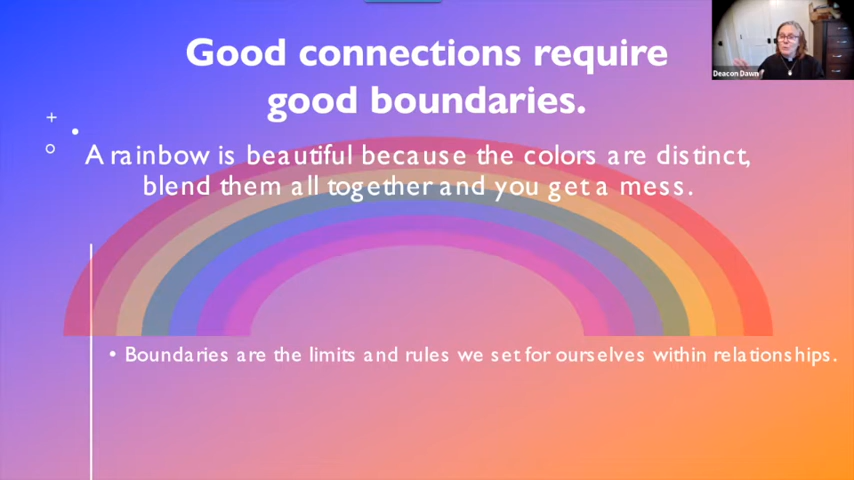 Good connections require
good boundaries.
Deacon Dawn
A rainbow is beautiful because the colors are distinct,
blend them all together and you get a mess.
• Boundaries are the limits and rules we set for ourselves within relationships.